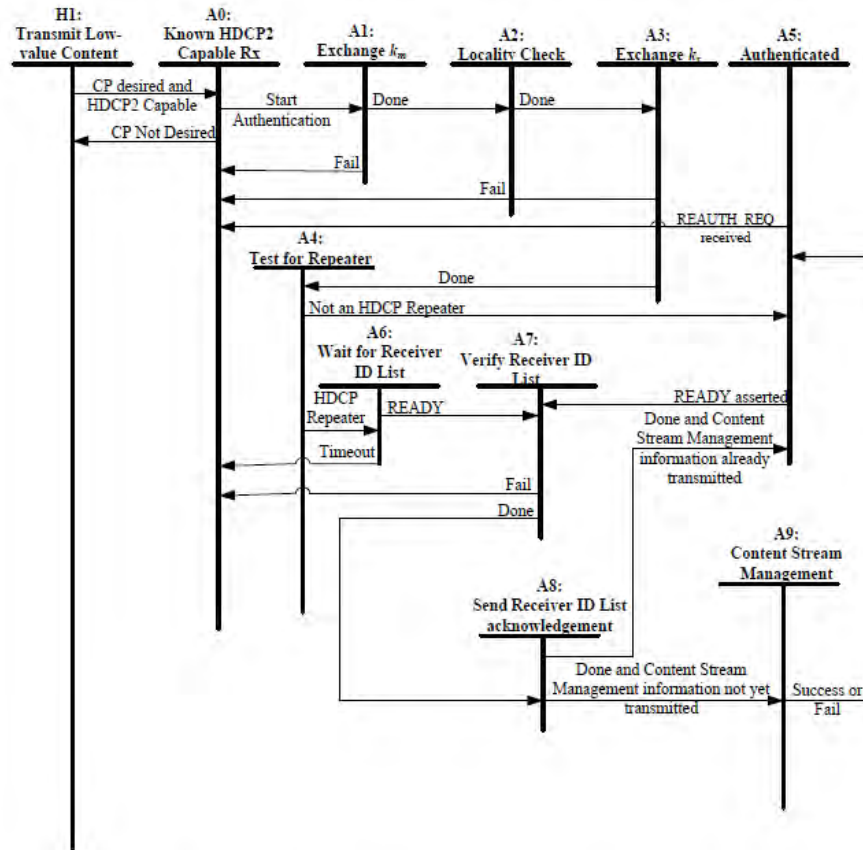 H1:
Transmit Low-
value Content
A0:
Known HDCP2
Capable Rx
A1:
Exchange km
A2:
Locality Check
A3:
Exchange ks
A5:
Authenticated
CP desired and
HDCP2 Capable
Start
Authentication
Done
Done
CP Not Desired
Fail
Fail
REAUTH_REQ
received
A4:
Test for Repeater
Done
Not an HDCP Repeater
A6:
Wait for Receiver
ID List
A7:
Verify Receiver ID
List
HDCP
Repeater
READY
READY asserted
Done and Content
Stream Management
information already
transmitted
Timeout
Fail
Done
A9:
Content Stream
Management
A8:
Send Receiver ID List
acknowledgement
Done and Content Stream
Management information not yet
transmitted
Success or
Fail